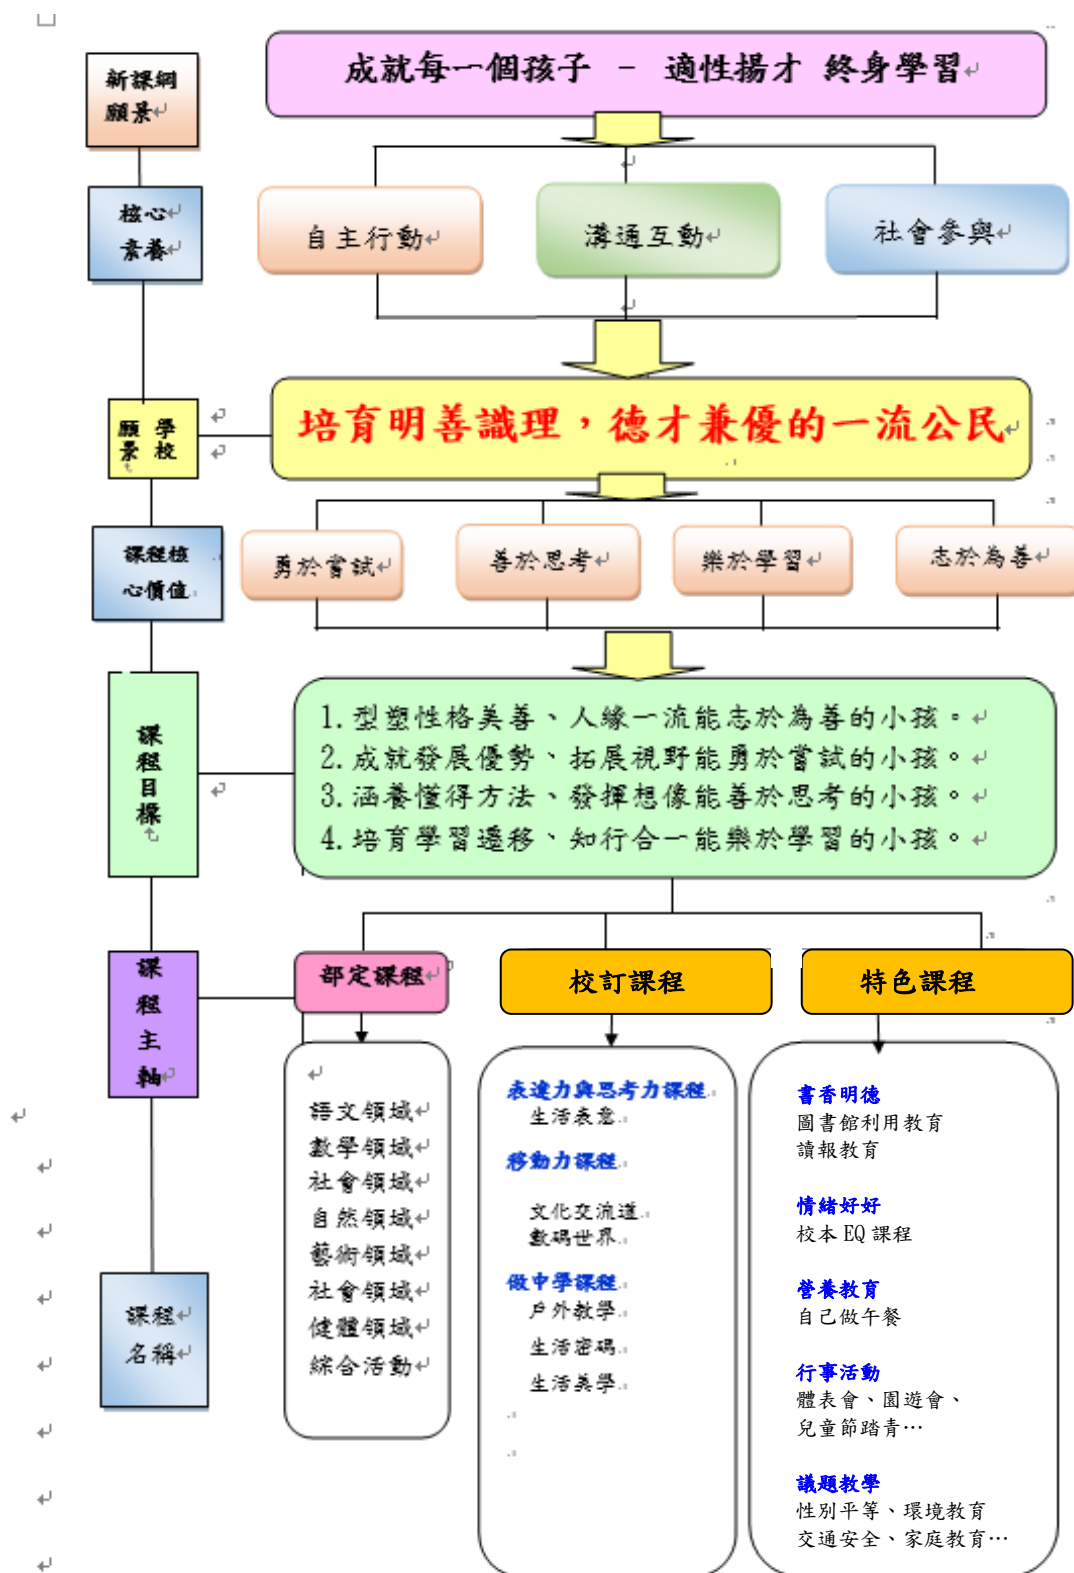 新課綱
願景
成就每一個孩子 - 適性揚才 終身學習
核心
素養
自主行動
溝通互動
社會參與
學校
願景
培育明善識理，德才兼優的一流公民
課程核
心價值
勇於嘗試
善於思考
樂於學習
志於為善
課程目標
1.型塑性格美善、人緣一流能志於為善的小孩。
2.成就發展優勢、拓展視野能勇於嘗試的小孩。
3.涵養懂得方法、發揮想像能善於思考的小孩。
4.培育學習遷移、知行合一能樂於學習的小孩。
課程主軸
部定課程
校訂課程
特色課程
課程
名稱
語文領域
數學領域
社會領域
自然領域
藝術領域
社會領域
健體領域
綜合活動
表達力與思考力課程
生活表意
移動力課程
文化交流道
數碼世界
做中學課程
戶外教學
生活密碼
生活美學
書香明德
圖書館利用教育
讀報教育
情緒好好
校本 EQ 課程
營養教育
自己做午餐
行事活動
體表會、園遊會、
兒童節踏青…
議題教學
性別平等、環境教育
交通安全、家庭教育…